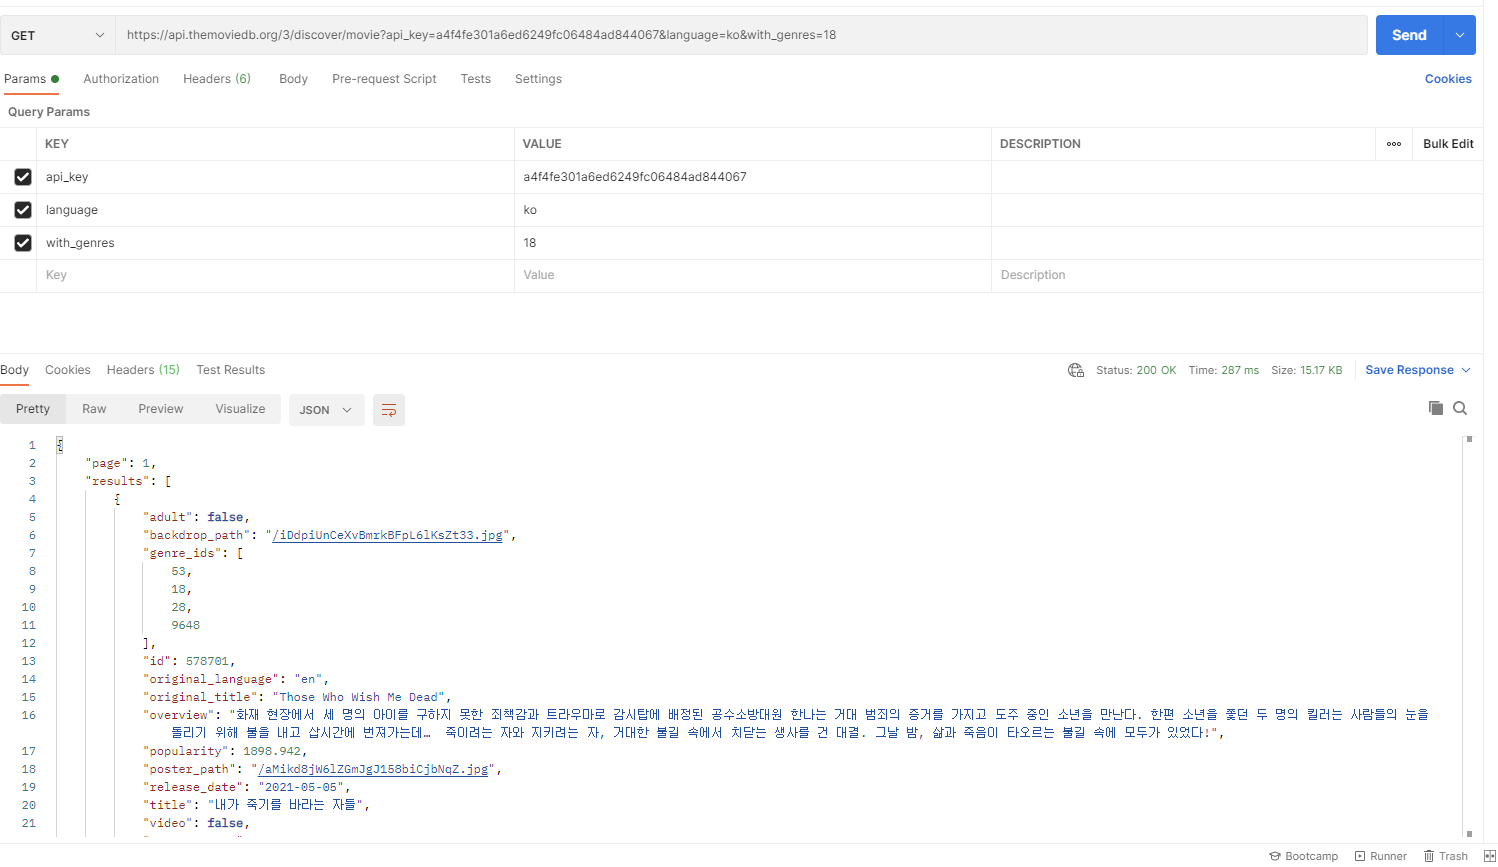 GET
https://api.themoviedb.org/3/discover/movie?api_key=a4f4fe301a6ed6249fc06484ad844067&language=ko&with_genres=18
Send
Params Authorization Headers (6) Body Pre-request Script Tests Settings Cookies
Query Params
KEY VALUE DESCRIPTION Bulk Edit
api_key a4f4fe301a6ed6249fc06484ad844067
language ko
with_genres 18
Key Value Description
Body Cookies Headers (15) Test Results Status: 200 OK Time: 287 ms Size: 15.17 KB Save Response
Pretty Raw Preview Visualize JSON
1 {
2 "page": 1,
3 "results": [
4 {
5 "adult": false,
6 "backdrop_path": "/iDdpiUnCeXvBmrkBFpL6lKsZt33.jpg",
7 "genre_ids": [
8 53,
9 18,
10 28,
11 9648
12 ],
13 "id": 578701,
14 "original_language": "en",
15 "original_title": "Those Who Wish Me Dead",
16 "overview": "화재 현장에서 세 명의 아이를 구하지 못한 죄책감과 트라우마로 감시탑에 배정된 공수소방대원 한나는 거대 범죄의 증거를 가지고 도주 중인 소년을 만난다. 한편 소년을 쫓던 두 명의 킬러는 사람들의 눈을
돌리기 위해 불을 내고 삽시간에 번져가는데… 죽이려는 자와 지키려는 자, 거대한 불길 속에서 치닫는 생사를 건 대결. 그날 밤, 삶과 죽음이 타오르는 불길 속에 모두가 있었다!",
17 "popularity": 1898.942,
18 "poster_path": "/aMikd8jW6lZGmJgJ158biCjbNqZ.jpg",
19 "release_date": "2021-05-05",
20 "title": "내가 죽기를 바라는 자들",
21 "video": false,
Bootcamp Runner Trash